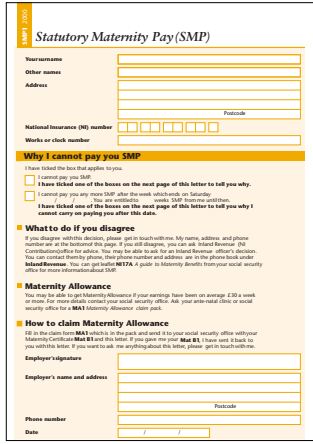 SMP1 2000
Statutory Maternity Pay (SMP)
Your surname
Other names
Address
Postcode
National Insurance (NI) number
Works or clock number
Why I cannot pay you SMP
I have ticked the box that applies to you.
I cannot pay you SMP.
I have ticked one of the boxes on the next page of this letter to tell you why.
I cannot pay you any more SMP after the week which ends on Saturday
/ / . You are entitled to weeks SMP from me until then.
I have ticked one of the boxes on the next page of this letter to tell you why I
cannot carry on paying you after this date.
What to do if you disagree
If you disagree with this decision, please get in touch with me. My name, address and phone
number are at the bottom of this page. If you still disagree, you can ask Inland Revenue (NI
Contributions) office for advice. You may be able to ask for an Inland Revenue officer's decision.
You can contact them by phone, their phone number and address are in the phone book under
Inland Revenue. You can get leaflet NI17A A guide to Maternity Benefits from your social security
office for more information about SMP.
Maternity Allowance
You may be able to get Maternity Allowance if your earnings have been on average £30 a week
or more. For more details contact your social security office. Ask your ante-natal clinic or social
security office for a MA1 Maternity Allowance claim pack.
How to claim Maternity Allowance
Fill in the claim form MA1 which is in the pack and send it to your social security office with your
Maternity Certificate Mat B1 and this letter. If you gave me your Mat B1, I have sent it back to
you with this letter. If you want to ask me anything about this letter, please get in touch with me.
Employer's signature
Employer's name and address
Postcode
Phone number
Date / /